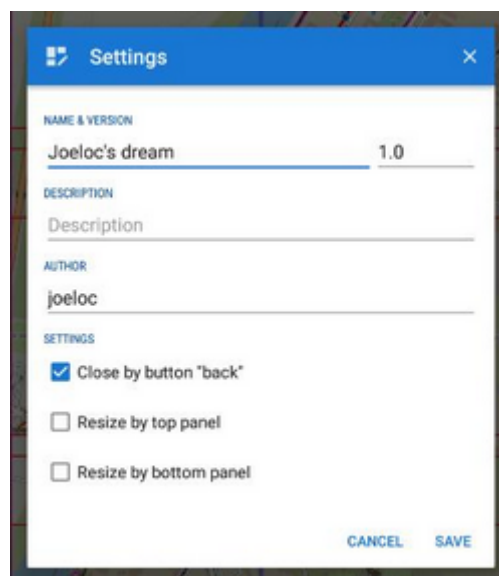 Settings
NAME & VERSION
Joeloc's dream 1.0
DESCRIPTION
Description
AUTHOR
joeloc
SETTINGS
Close by button "back"
Resize by top panel
Resize by bottom panel
CANCEL SAVE